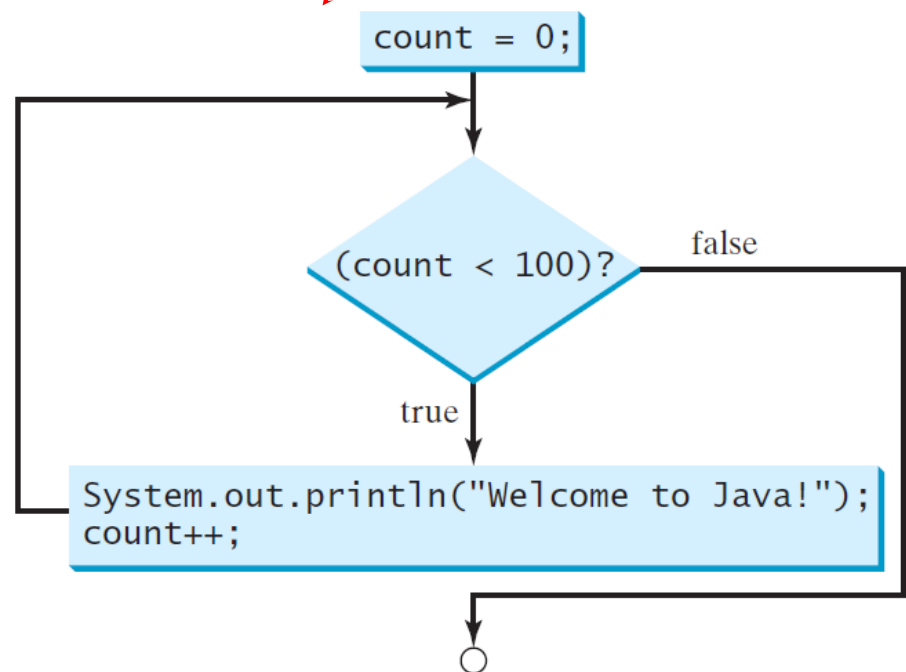 count = 0;
(count < 100)?
false
true
System.out.println("Welcome to Java!");
count++;